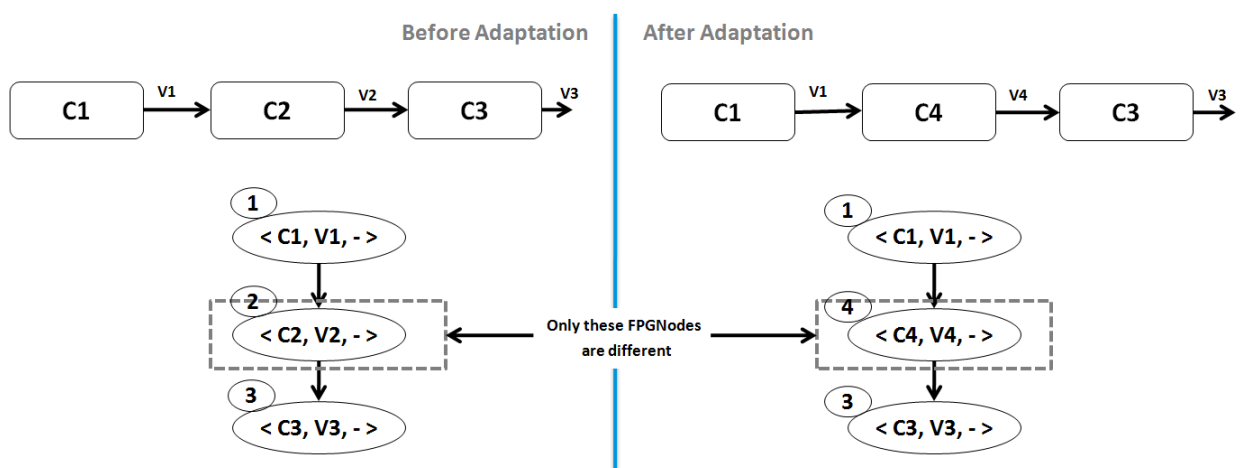 Before Adaptation
After Adaptation
C1
V1
C2
V2
C3
V3
C1
V1
C4
V4
C3
V3
1
< C1, V1, - >
2
< C2, V2, - >
3
< C3, V3, - >
Only these FPGNodes
are different
1
< C1, V1, - >
4
< C4, V4, - >
3
< C3, V3, - >